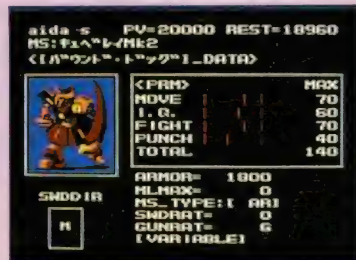 aida s PV=20000 REST=18960
MS:キュベレイMk2
<[バウンド・ドッグ]_DATA>
<PRM> MAX
MOVE 70
I.Q. 60
FIGHT 70
PUNCH 40
TOTAL 140
SWDDIR
M
ARMOR= 1800
MLMAX= 0
MS_TYPE:[ AR]
SWDRAT= 0
GUNRAT= G
[VARIABLE]